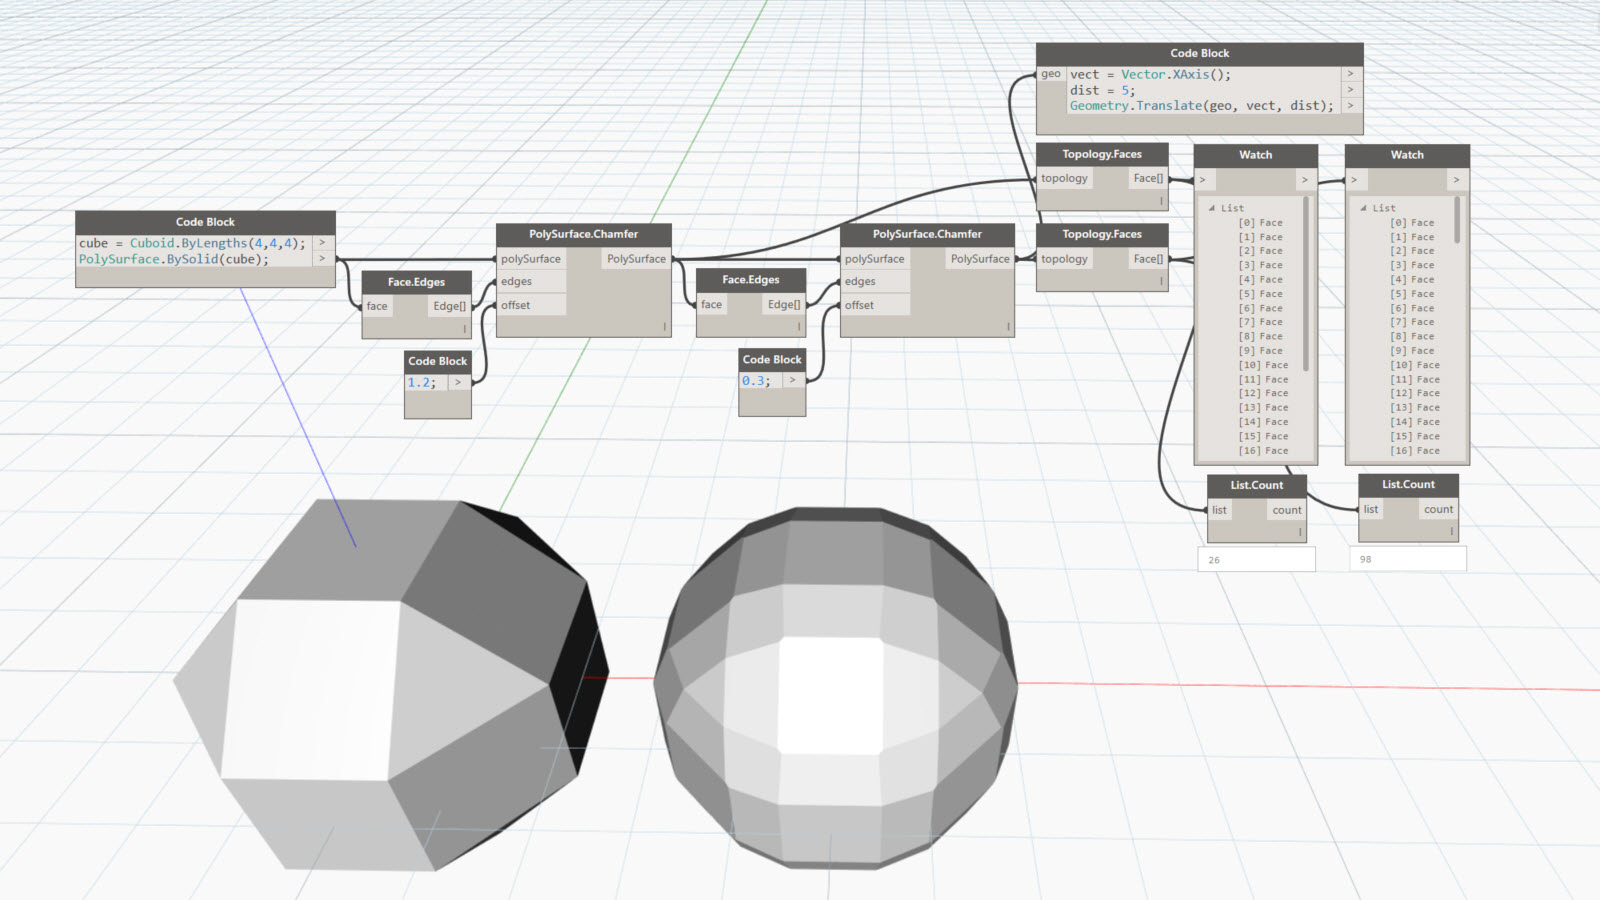 Code Block
cube = Cuboid.ByLengths(4,4,4); >
PolySurface.BySolid(cube); >
Face.Edges
face Edge[]
Code Block
1.2; >
PolySurface.Chamfer
polySurface PolySurface
edges
offset
Face.Edges
face Edge[]
Code Block
0.3; >
PolySurface.Chamfer
polySurface PolySurface
edges
offset
Code Block
geo vect = Vector.XAxis(); >
dist = 5; >
Geometry.Translate(geo, vect, dist); >
Topology.Faces
topology Face[]
Topology.Faces
topology Face[]
Watch
> >
List
[0] Face
[1] Face
[2] Face
[3] Face
[4] Face
[5] Face
[6] Face
[7] Face
[8] Face
[9] Face
[10] Face
[11] Face
[12] Face
[13] Face
[14] Face
[15] Face
[16] Face
Watch
> >
List
[0] Face
[1] Face
[2] Face
[3] Face
[4] Face
[5] Face
[6] Face
[7] Face
[8] Face
[9] Face
[10] Face
[11] Face
[12] Face
[13] Face
[14] Face
[15] Face
[16] Face
List.Count
list count
26
List.Count
list count
98